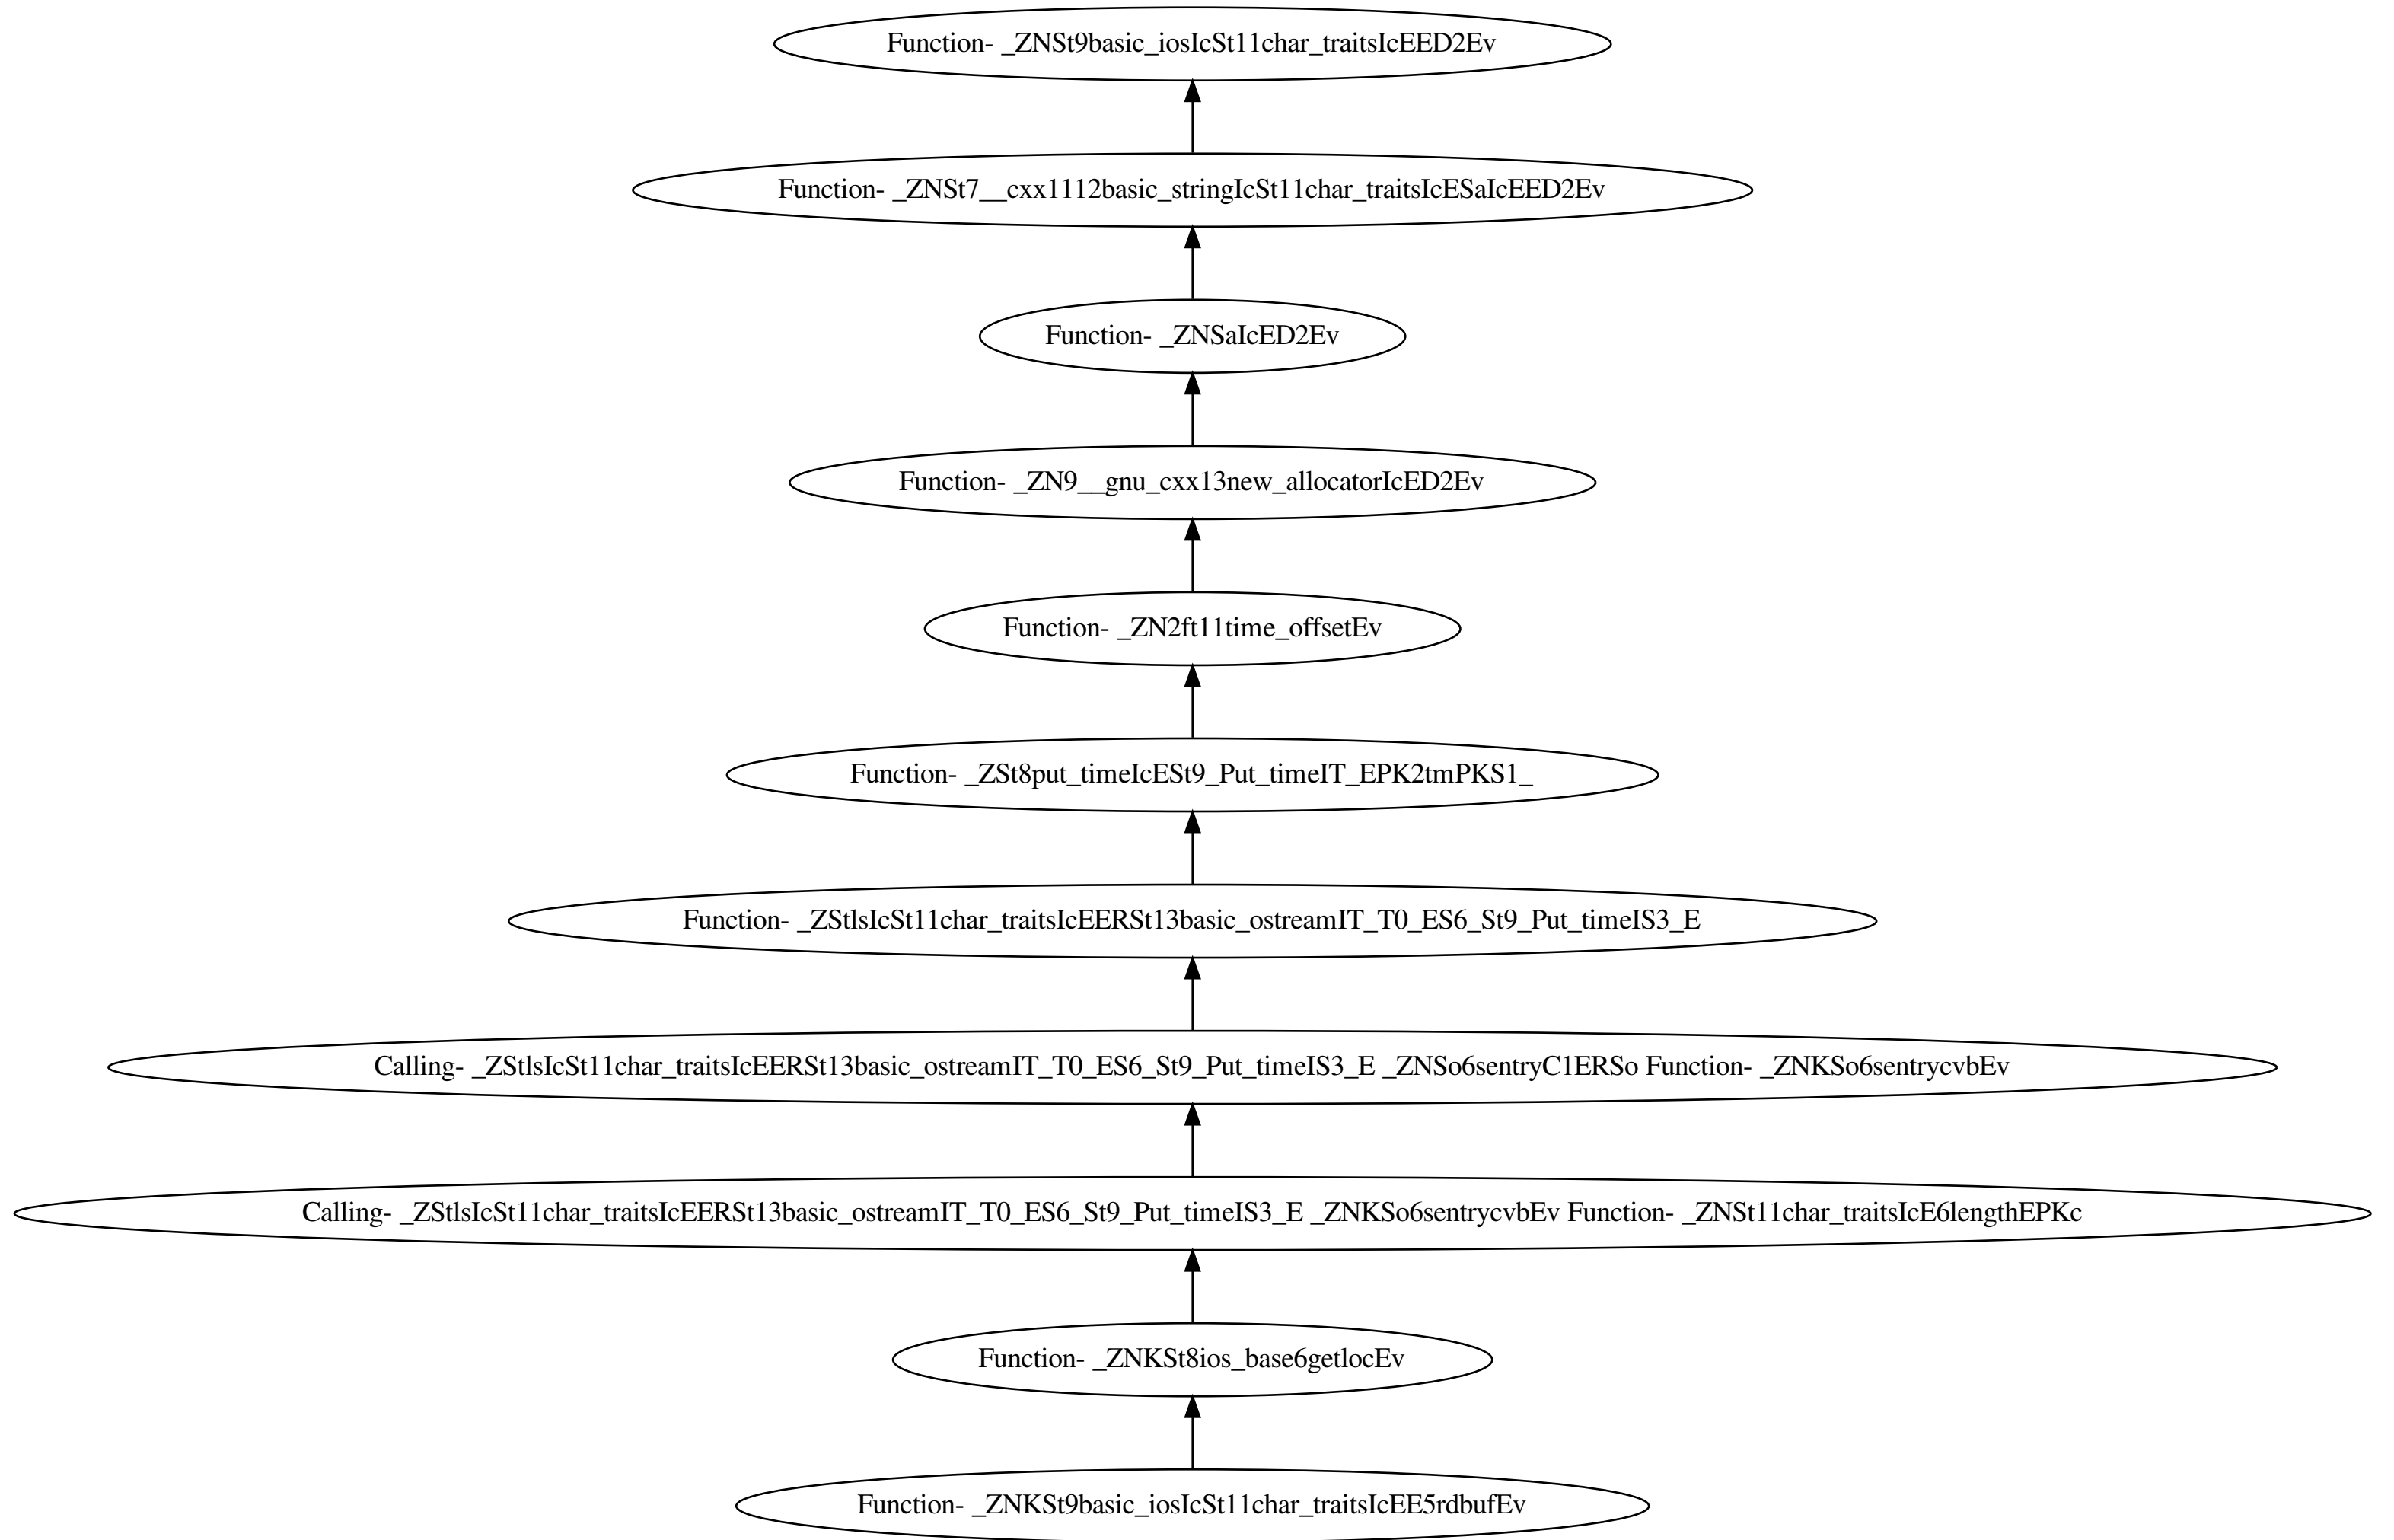 Function- _ZNSt9basic_iosIcSt11char_traitsIcEED2Ev
Function- _ZNSt7__cxx1112basic_stringIcSt11char_traitsIcESaIcEED2Ev
Function- _ZNSaIcED2Ev
Function- _ZN9__gnu_cxx13new_allocatorIcED2Ev
Function- _ZN2ft11time_offsetEv
Function- _ZSt8put_timeIcESt9_Put_timeIT_EPK2tmPKS1_
Function- _ZStlsIcSt11char_traitsIcEERSt13basic_ostreamIT_T0_ES6_St9_Put_timeIS3_E
Calling- _ZStlsIcSt11char_traitsIcEERSt13basic_ostreamIT_T0_ES6_St9_Put_timeIS3_E _ZNSo6sentryC1ERSo Function- _ZNKSo6sentrycvbEv
Calling- _ZStlsIcSt11char_traitsIcEERSt13basic_ostreamIT_T0_ES6_St9_Put_timeIS3_E _ZNKSo6sentrycvbEv Function- _ZNSt11char_traitsIcE6lengthEPKc
Function- _ZNKSt8ios_base6getlocEv
Function- _ZNKSt9basic_iosIcSt11char_traitsIcEE5rdbufEv